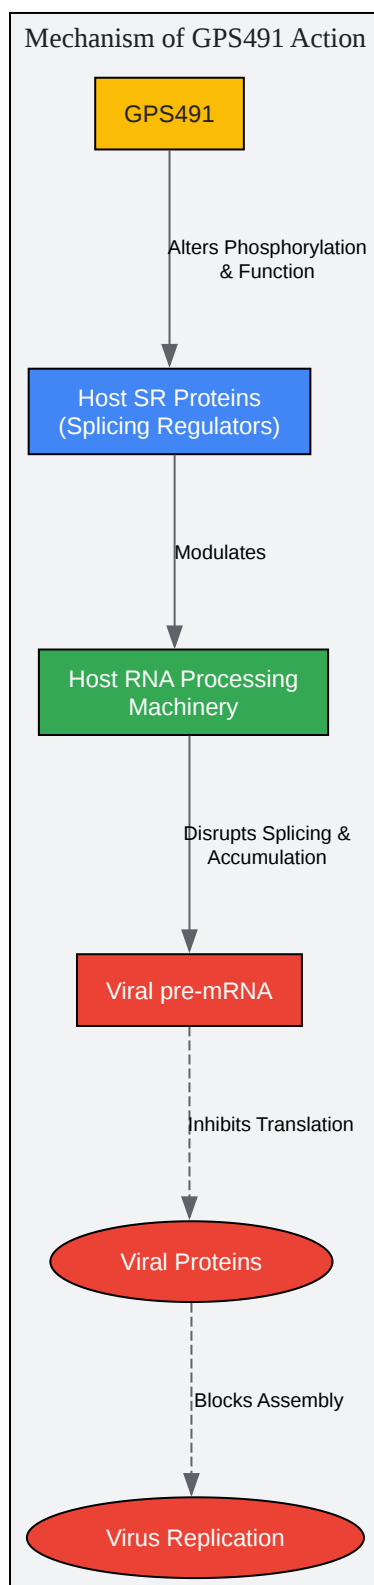 Mechanism of GPS491 Action
GPS491
Alters Phosphorylation
& Function
Host SR Proteins
(Splicing Regulators)
Modulates
Host RNA Processing
Machinery
Disrupts Splicing &
Accumulation
Viral pre-mRNA
Inhibits Translation
Viral Proteins
Blocks Assembly
Virus Replication